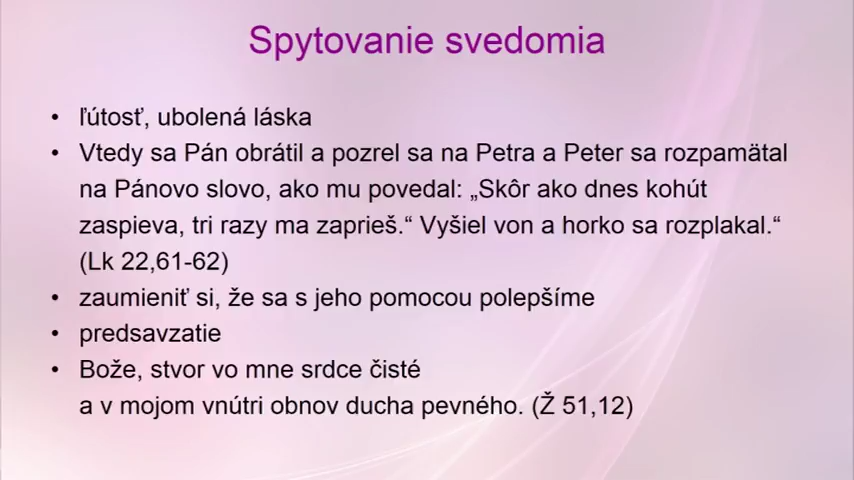 Spytovanie svedomia
• ľútosť, ubolená láska
• Vtedy sa Pán obrátil a pozrel sa na Petra a Peter sa rozpamätal
na Pánovo slovo, ako mu povedal: „Skôr ako dnes kohút
zaspieva, tri razy ma zaprieš.“ Vyšiel von a horko sa rozplakal.“
(Lk 22,61-62)
• zaumieniť si, že sa s jeho pomocou polepšíme
• predsavzatie
• Bože, stvor vo mne srdce čisté
a v mojom vnútri obnov ducha pevného. (Ž 51,12)